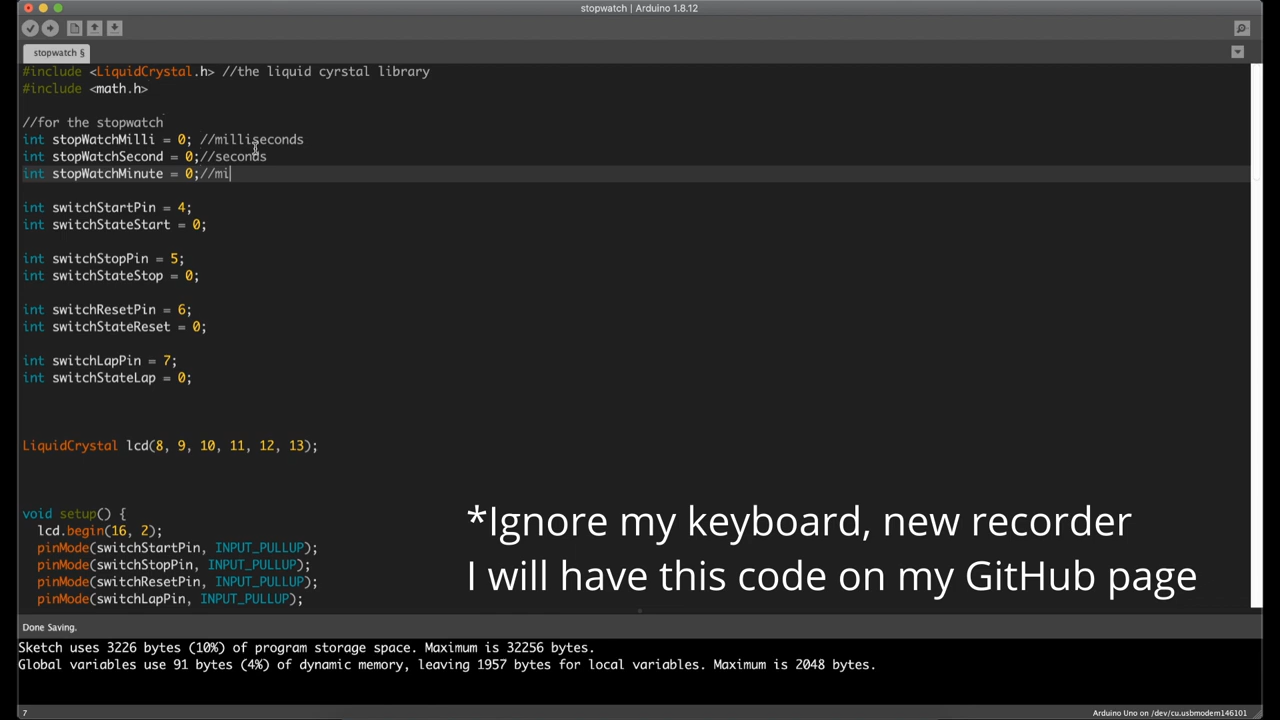 stopwatch | Arduino 1.8.12
stopwatch §
#include <LiquidCrystal.h> //the liquid cyrstal library
#include <math.h>
//for the stopwatch
int stopWatchMilli = 0; //milliseconds
int stopWatchSecond = 0;//seconds
int stopWatchMinute = 0;//mi
int switchStartPin = 4;
int switchStateStart = 0;
int switchStopPin = 5;
int switchStateStop = 0;
int switchResetPin = 6;
int switchStateReset = 0;
int switchLapPin = 7;
int switchStateLap = 0;
LiquidCrystal lcd(8, 9, 10, 11, 12, 13);
void setup() {
lcd.begin(16, 2);
pinMode(switchStartPin, INPUT_PULLUP);
pinMode(switchStopPin, INPUT_PULLUP);
pinMode(switchResetPin, INPUT_PULLUP);
pinMode(switchLapPin, INPUT_PULLUP);
*Ignore my keyboard, new recorder
I will have this code on my GitHub page
Done Saving.
Sketch uses 3226 bytes (10%) of program storage space. Maximum is 32256 bytes.
Global variables use 91 bytes (4%) of dynamic memory, leaving 1957 bytes for local variables. Maximum is 2048 bytes.
7
Arduino Uno on /dev/cu.usbmodem146101